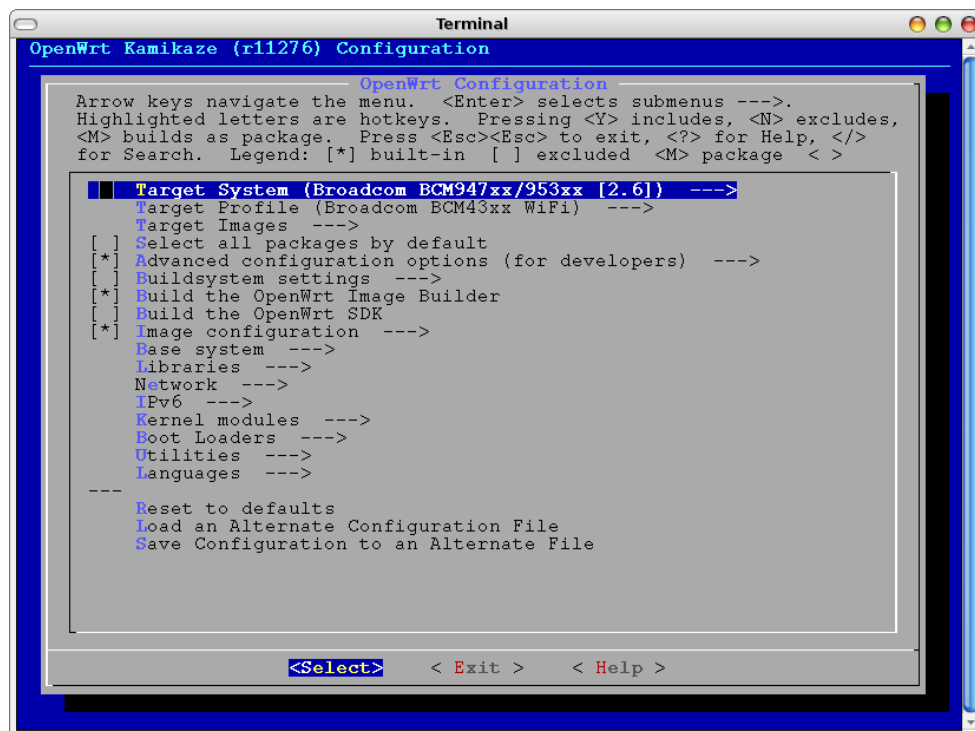 Terminal
OpenWrt Kamikaze (r11276) Configuration
OpenWrt Configuration
Arrow keys navigate the menu.  <Enter> selects submenus --->.
Highlighted letters are hotkeys.  Pressing <Y> includes, <N> excludes,
<M> builds as package.  Press <Esc><Esc> to exit, <?> for Help, </>
for Search.  Legend: [*] built-in  [ ] excluded  <M> package  < >
Target System (Broadcom BCM947xx/953xx [2.6])  --->
Target Profile (Broadcom BCM43xx WiFi)  --->
Target Images  --->
[ ] Select all packages by default
[*] Advanced configuration options (for developers)  --->
[ ] Buildsystem settings  --->
[*] Build the OpenWrt Image Builder
[ ] Build the OpenWrt SDK
[*] Image configuration  --->
Base system  --->
Libraries  --->
Network  --->
IPv6  --->
Kernel modules  --->
Boot Loaders  --->
Utilities  --->
Languages  --->
---
Reset to defaults
Load an Alternate Configuration File
Save Configuration to an Alternate File
<Select>    < Exit >    < Help >